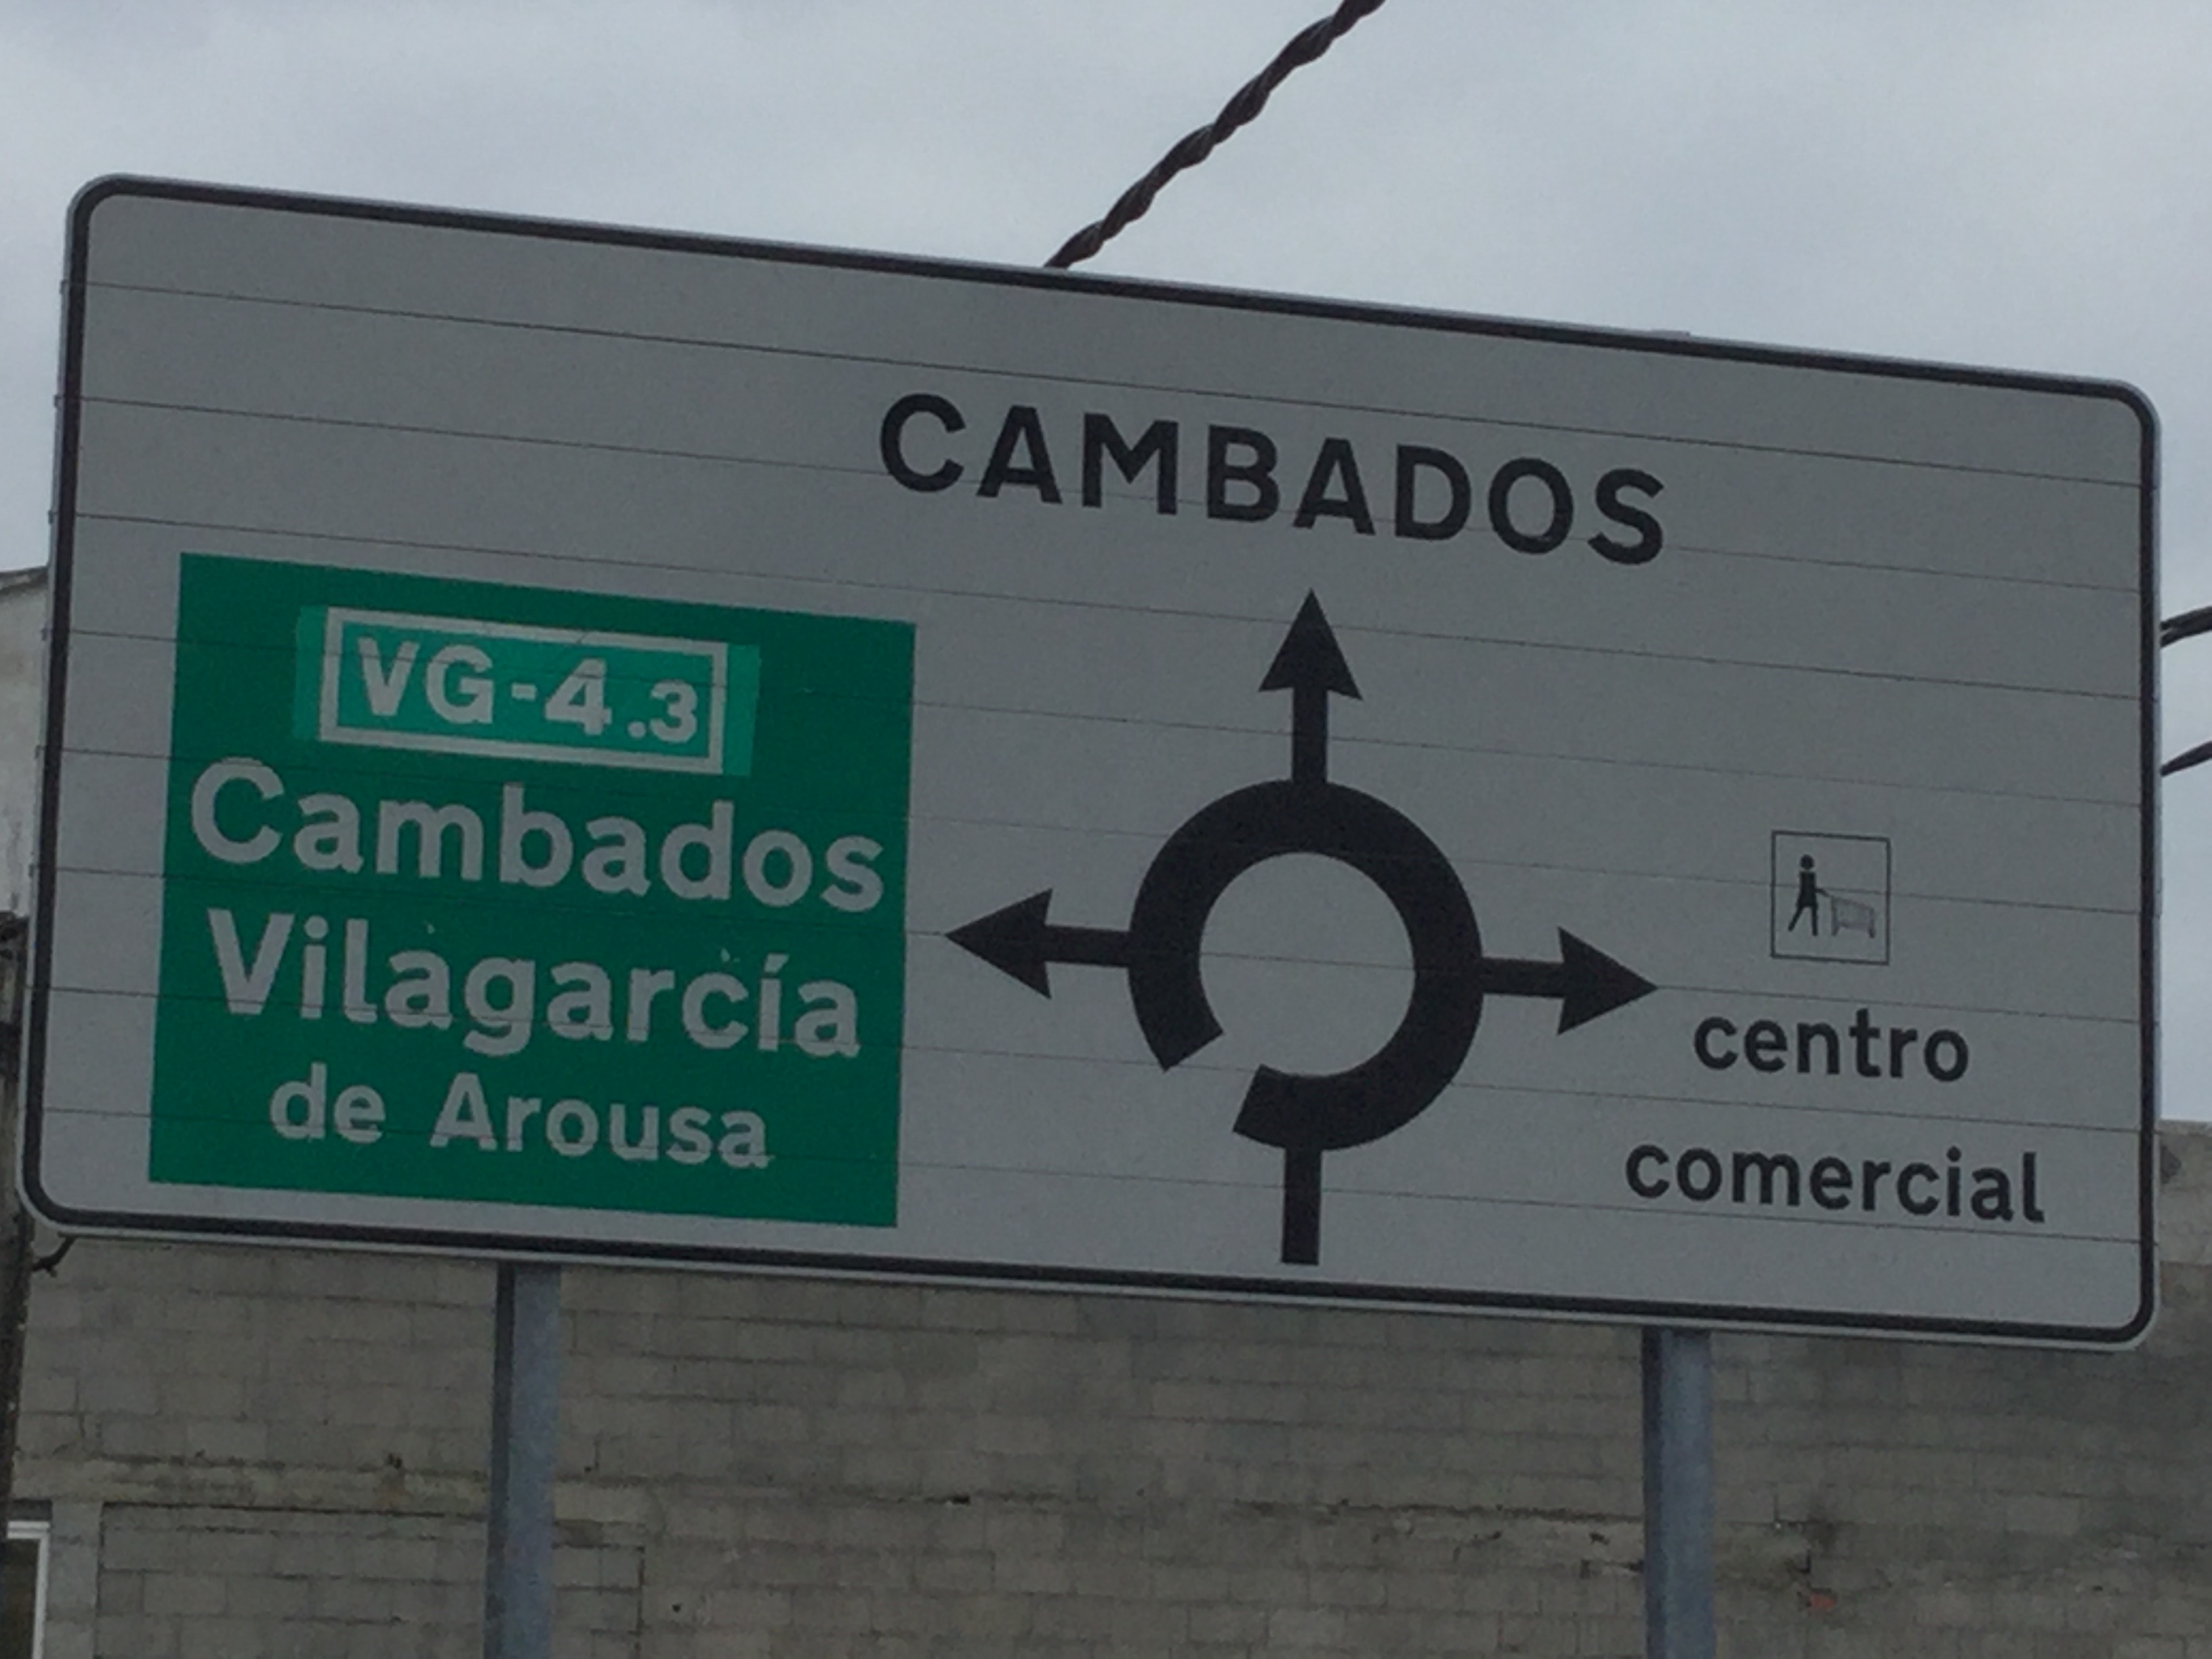 CAMBADOS
VG-4.3
Cambados
Vilagarcía
de Arousa
centro
comercial